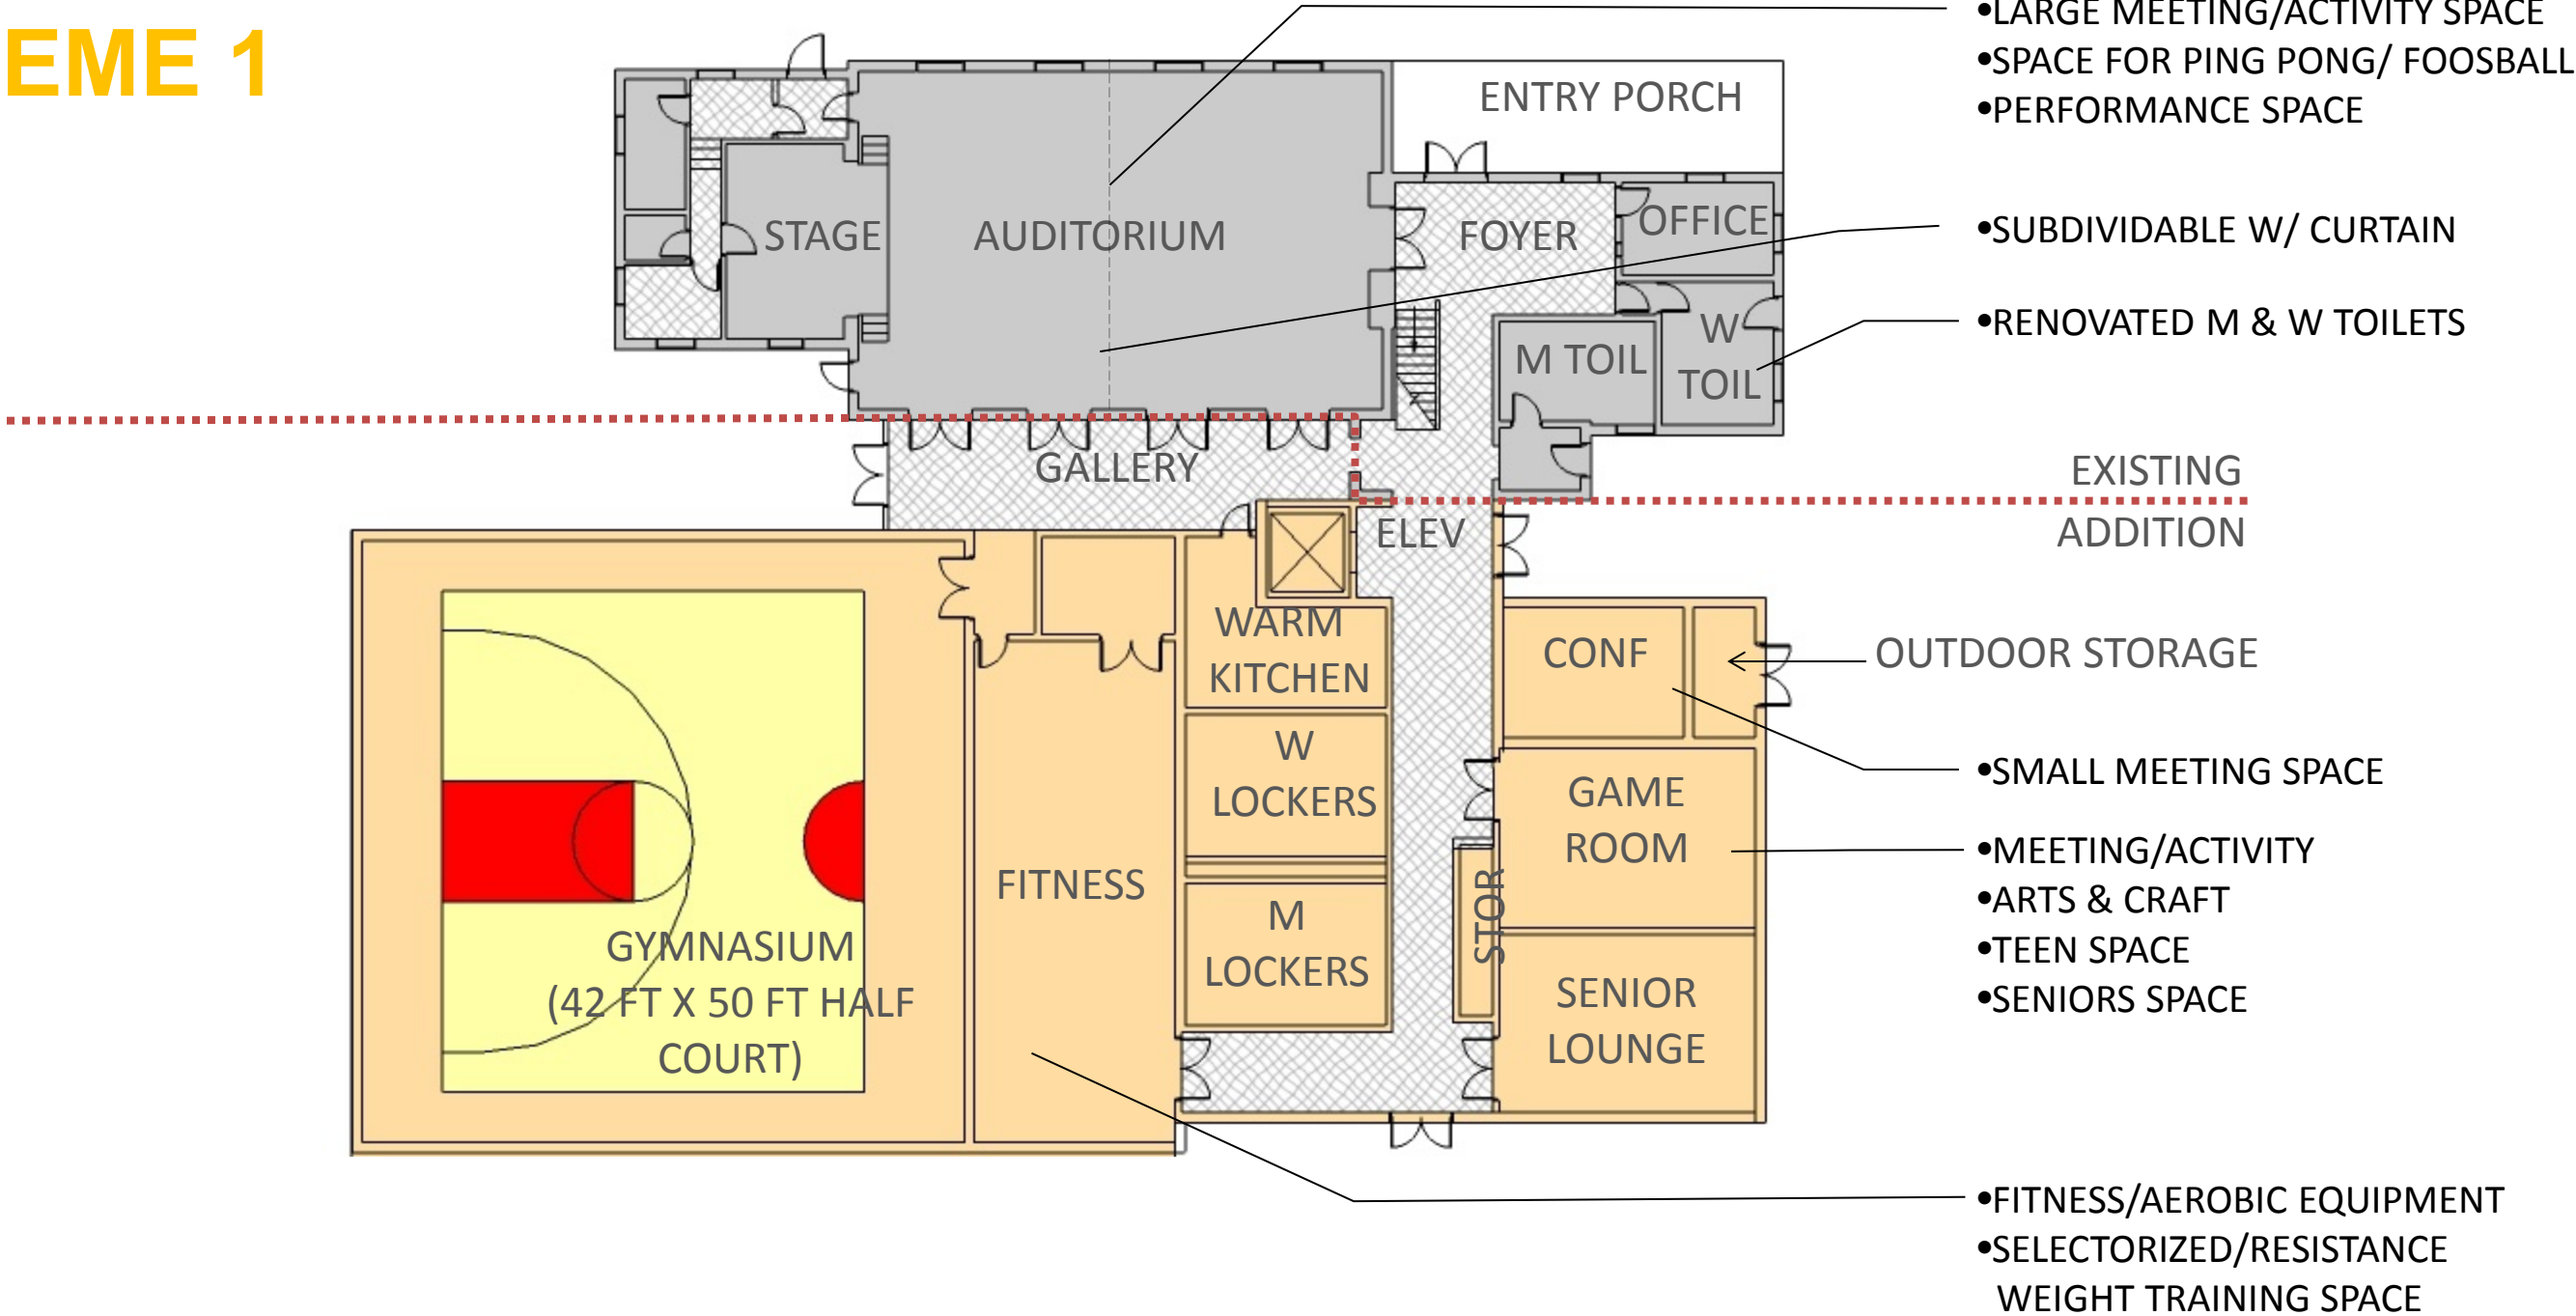 EME 1
•LARGE MEETING/ACTIVITY SPACE
•SPACE FOR PING PONG/ FOOSBALL
•PERFORMANCE SPACE
ENTRY PORCH
STAGE
AUDITORIUM
FOYER
OFFICE
•SUBDIVIDABLE W/ CURTAIN
•RENOVATED M & W TOILETS
M TOIL
W
TOIL
GALLERY
EXISTING
ADDITION
ELEV
WARM
KITCHEN
CONF
OUTDOOR STORAGE
W
LOCKERS
•SMALL MEETING SPACE
GAME
ROOM
•MEETING/ACTIVITY
•ARTS & CRAFT
•TEEN SPACE
•SENIORS SPACE
FITNESS
STOR
M
LOCKERS
GYMNASIUM
(42 FT X 50 FT HALF
COURT)
SENIOR
LOUNGE
•FITNESS/AEROBIC EQUIPMENT
•SELECTORIZED/RESISTANCE
WEIGHT TRAINING SPACE